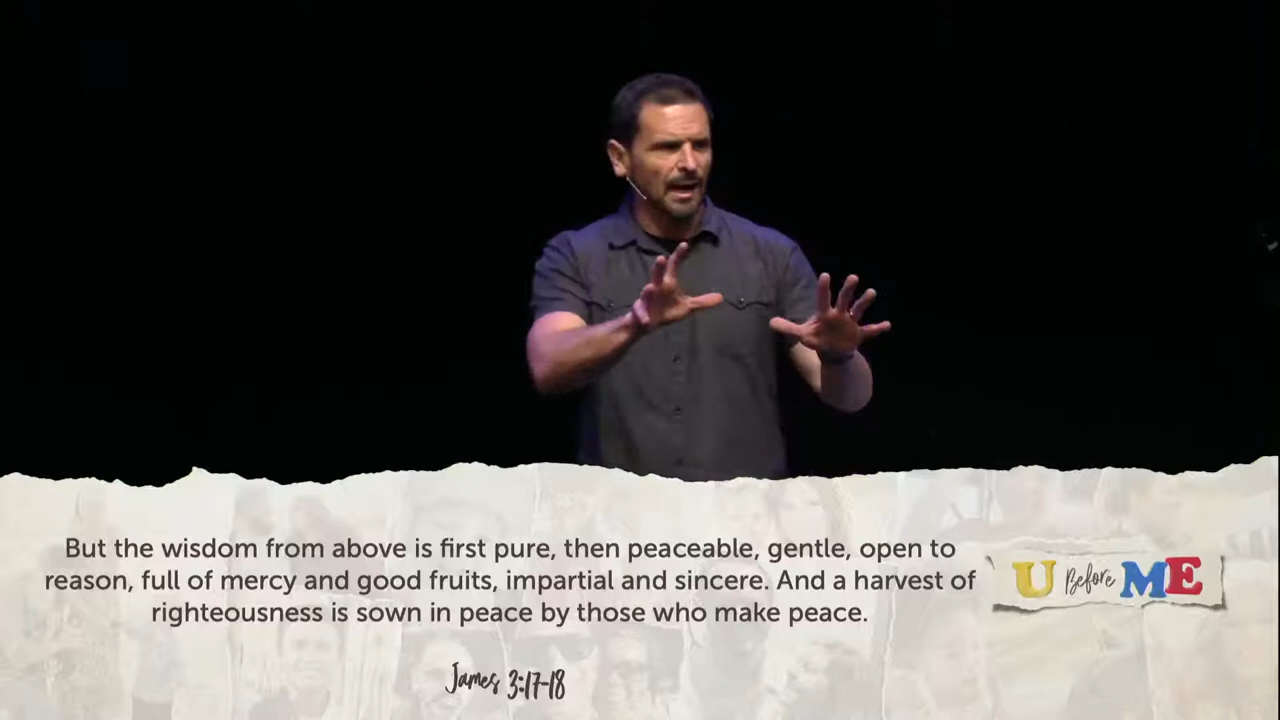 But the wisdom from above is first pure, then peaceable, gentle, open to
reason, full of mercy and good fruits, impartial and sincere. And a harvest of
righteousness is sown in peace by those who make peace.
James 3:17-18
U Before ME